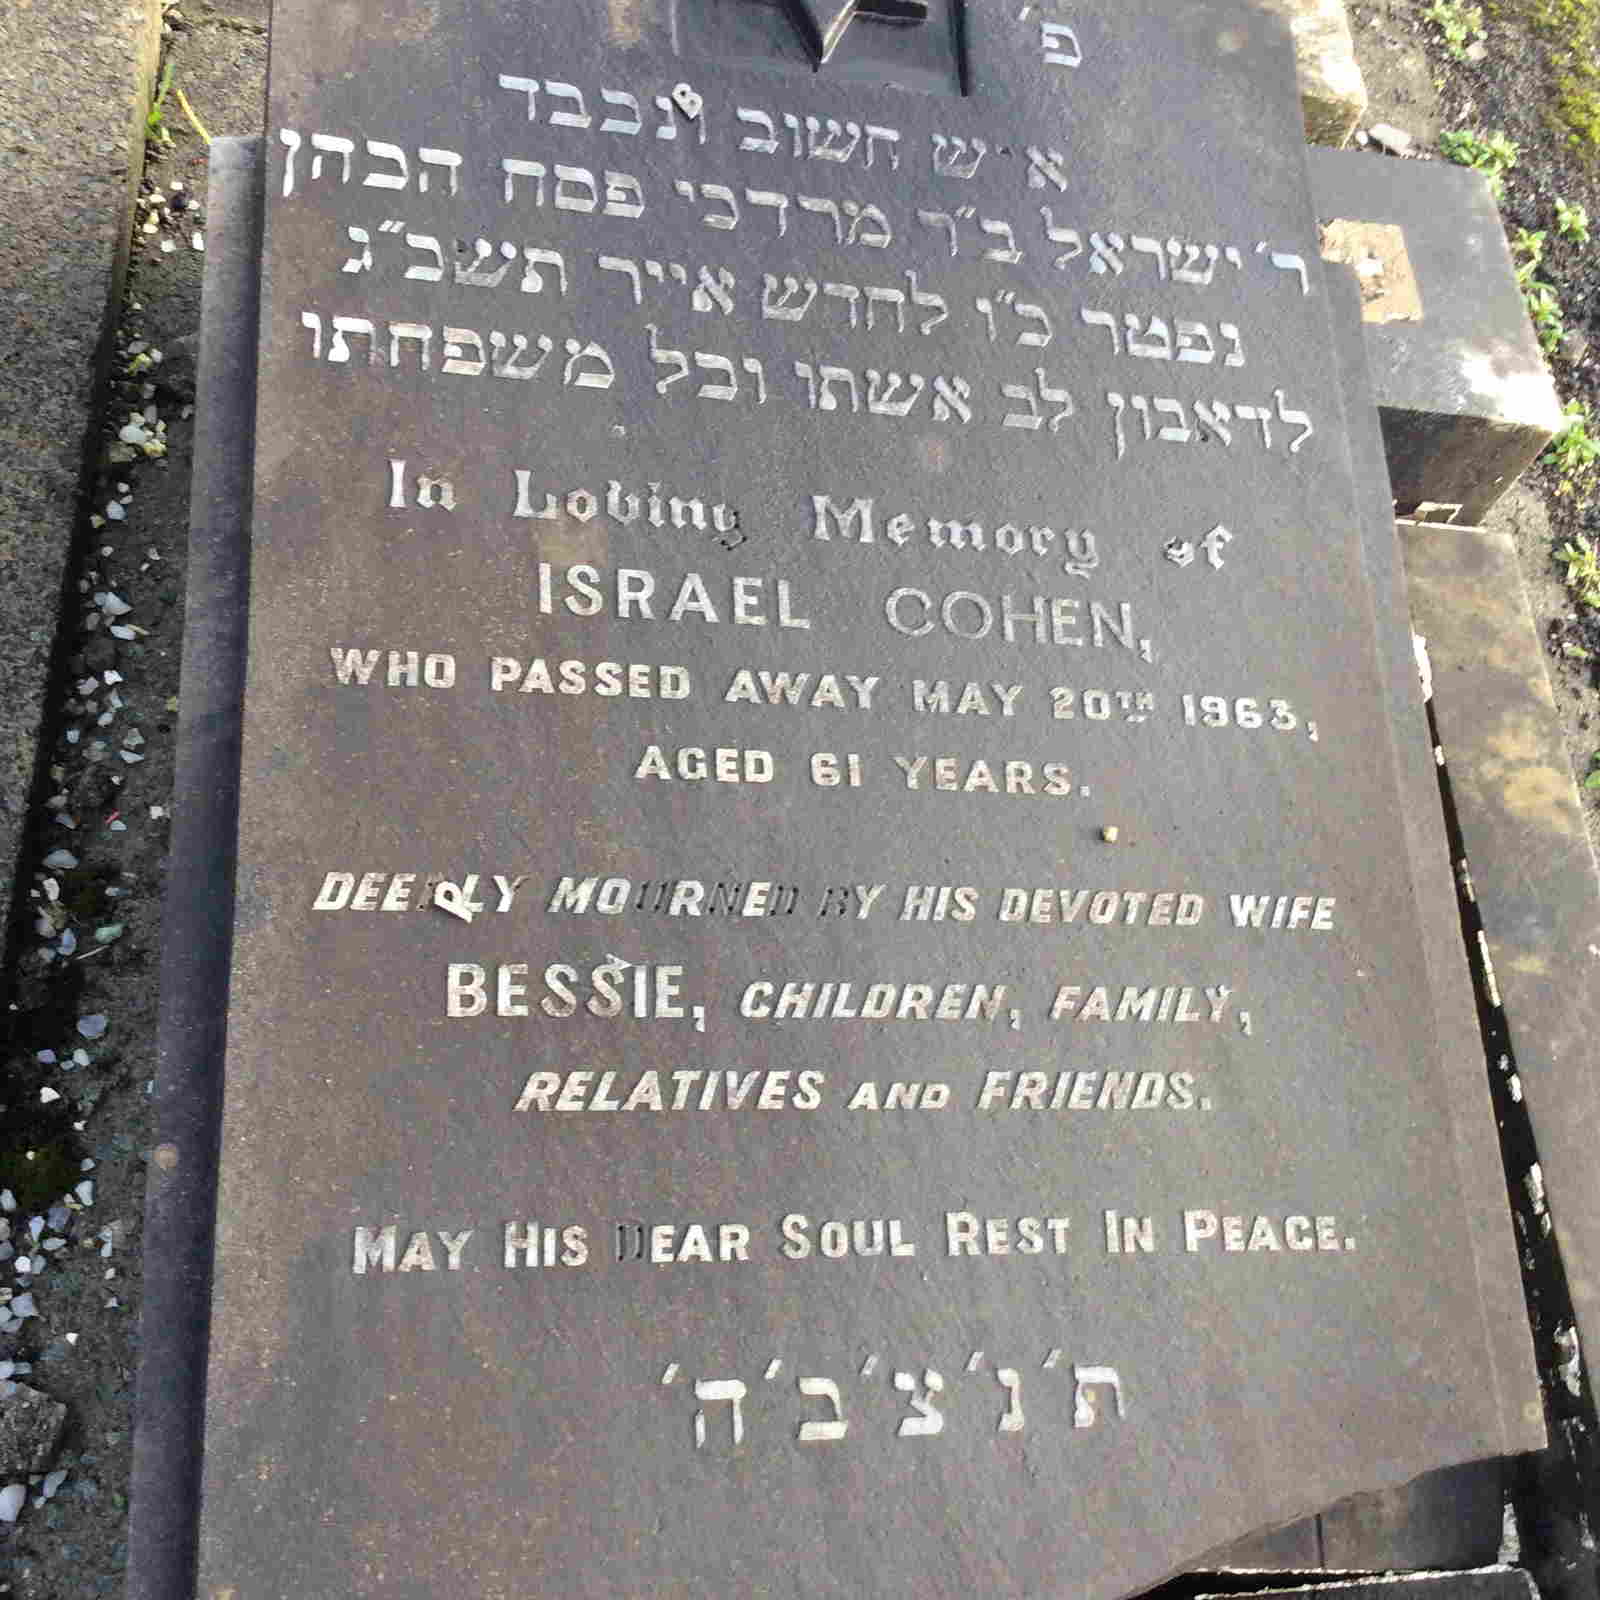 פ׳
איש חשוב ונכבד
ר׳ ישראל ב״ר מרדכי פסח הכהן
נפטר כ״ו לחדש אייר תשכ״ג
לדאבון לב אשתו וכל משפחתו
In Loving Memory of
ISRAEL COHEN,
WHO PASSED AWAY MAY 20TH 1963,
AGED 61 YEARS.
DEEPLY MOURNED BY HIS DEVOTED WIFE
BESSIE, CHILDREN, FAMILY,
RELATIVES AND FRIENDS.
MAY HIS DEAR SOUL REST IN PEACE.
ת׳נ׳צ׳ב׳ה׳